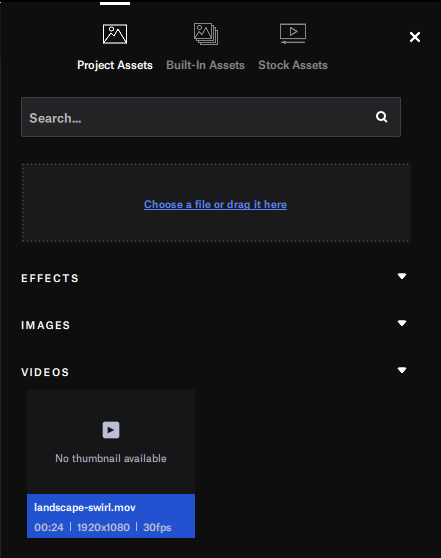 Project Assets
Built-In Assets
Stock Assets
Search...
Choose a file or drag it here
EFFECTS
IMAGES
VIDEOS
No thumbnail available
landscape-swirl.mov
00:24 | 1920x1080 | 30fps